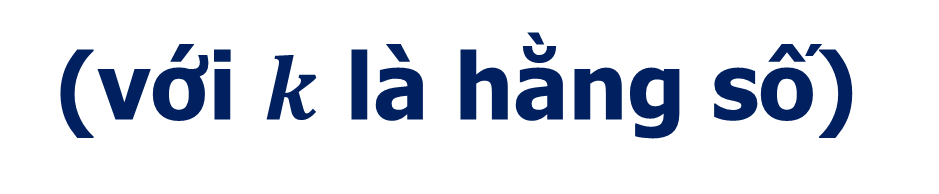 (với k là hằng số)